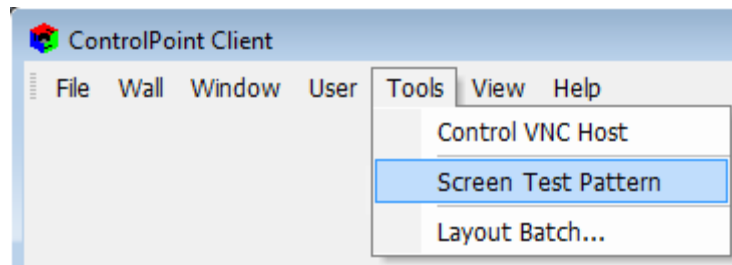 ControlPoint Client
File Wall Window User Tools View Help
Control VNC Host
Screen Test Pattern
Layout Batch...